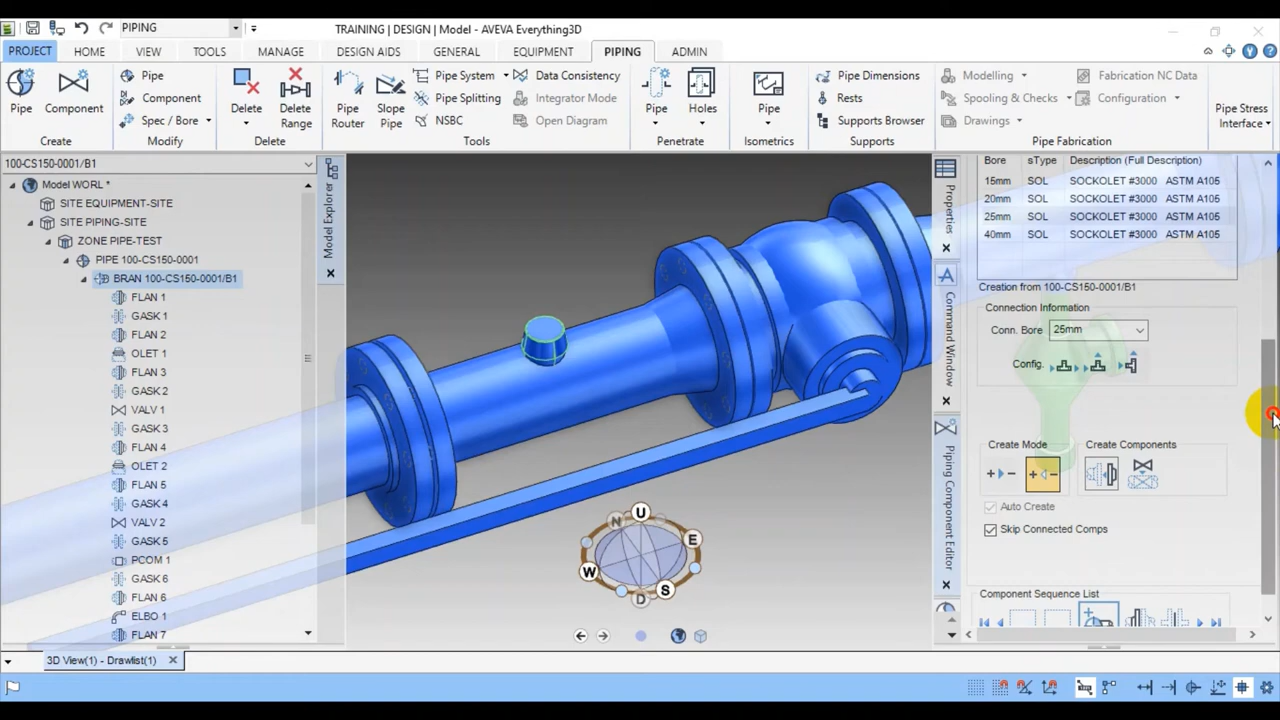 PIPING
TRAINING | DESIGN | Model - AVEVA Everything3D
PROJECT HOME VIEW TOOLS MANAGE DESIGN AIDS GENERAL EQUIPMENT PIPING ADMIN
Pipe Component
Create
Pipe
Component
Spec / Bore
Modify
Delete Delete Range
Delete
Pipe Router Slope Pipe
Pipe System
Pipe Splitting
NSBC
Data Consistency
Integrator Mode
Open Diagram
Tools
Pipe Holes
Penetrate
Pipe
Isometrics
Pipe Dimensions
Rests
Supports Browser
Supports
Modelling
Spooling & Checks
Drawings
Fabrication NC Data
Configuration
Pipe Fabrication
Pipe Stress Interface
100-CS150-0001/B1
Model WORL *
SITE EQUIPMENT-SITE
SITE PIPING-SITE
ZONE PIPE-TEST
PIPE 100-CS150-0001
BRAN 100-CS150-0001/B1
FLAN 1
GASK 1
FLAN 2
OLET 1
FLAN 3
GASK 2
VALV 1
GASK 3
FLAN 4
OLET 2
FLAN 5
GASK 4
VALV 2
GASK 5
PCOM 1
GASK 6
FLAN 6
ELBO 1
FLAN 7
Model Explorer
N U E W S D
Properties
Command Window
Piping Component Editor
Bore sType Description (Full Description)
15mm SOL SOCKOLET #3000 ASTM A105
20mm SOL SOCKOLET #3000 ASTM A105
25mm SOL SOCKOLET #3000 ASTM A105
40mm SOL SOCKOLET #3000 ASTM A105
Creation from 100-CS150-0001/B1
Connection Information
Conn. Bore 25mm
Config.
Create Mode Create Components
Auto Create
Skip Connected Comps
Component Sequence List
3D View(1) - Drawlist(1)